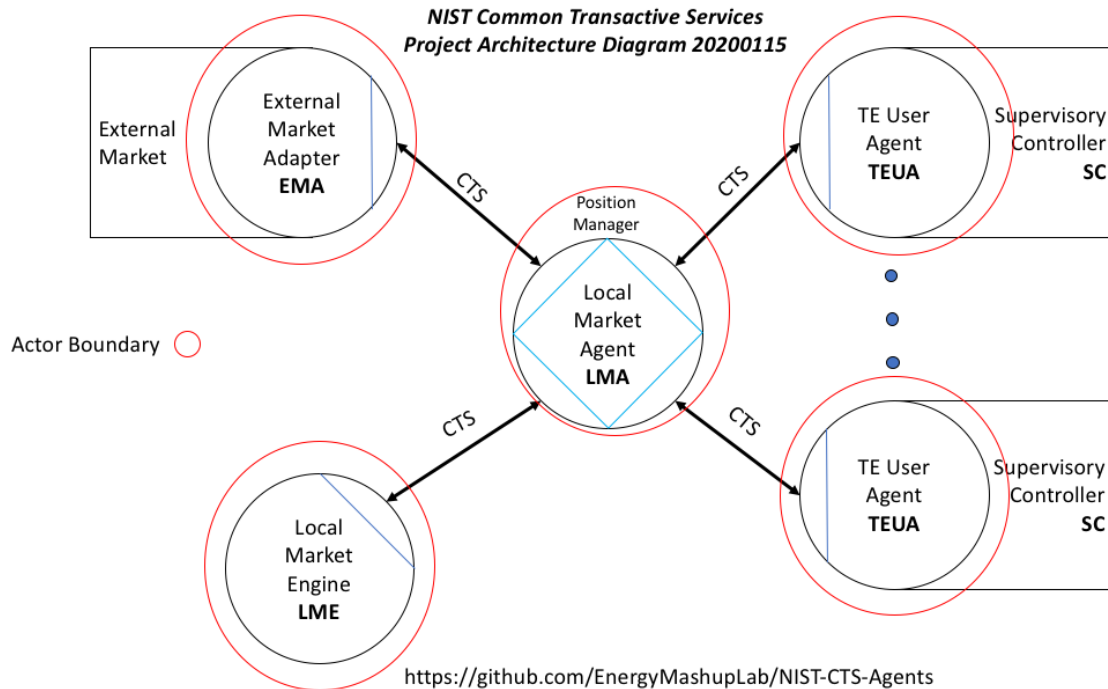 NIST Common Transactive Services
Project Architecture Diagram 20200115
External
Market
External
Market
Adapter
EMA
CTS
Position
Manager
Local
Market
Agent
LMA
CTS
TE User
Agent
TEUA
Supervisory
Controller
SC
Actor Boundary
CTS
Local
Market
Engine
LME
CTS
TE User
Agent
TEUA
Supervisory
Controller
SC
https://github.com/EnergyMashupLab/NIST-CTS-Agents